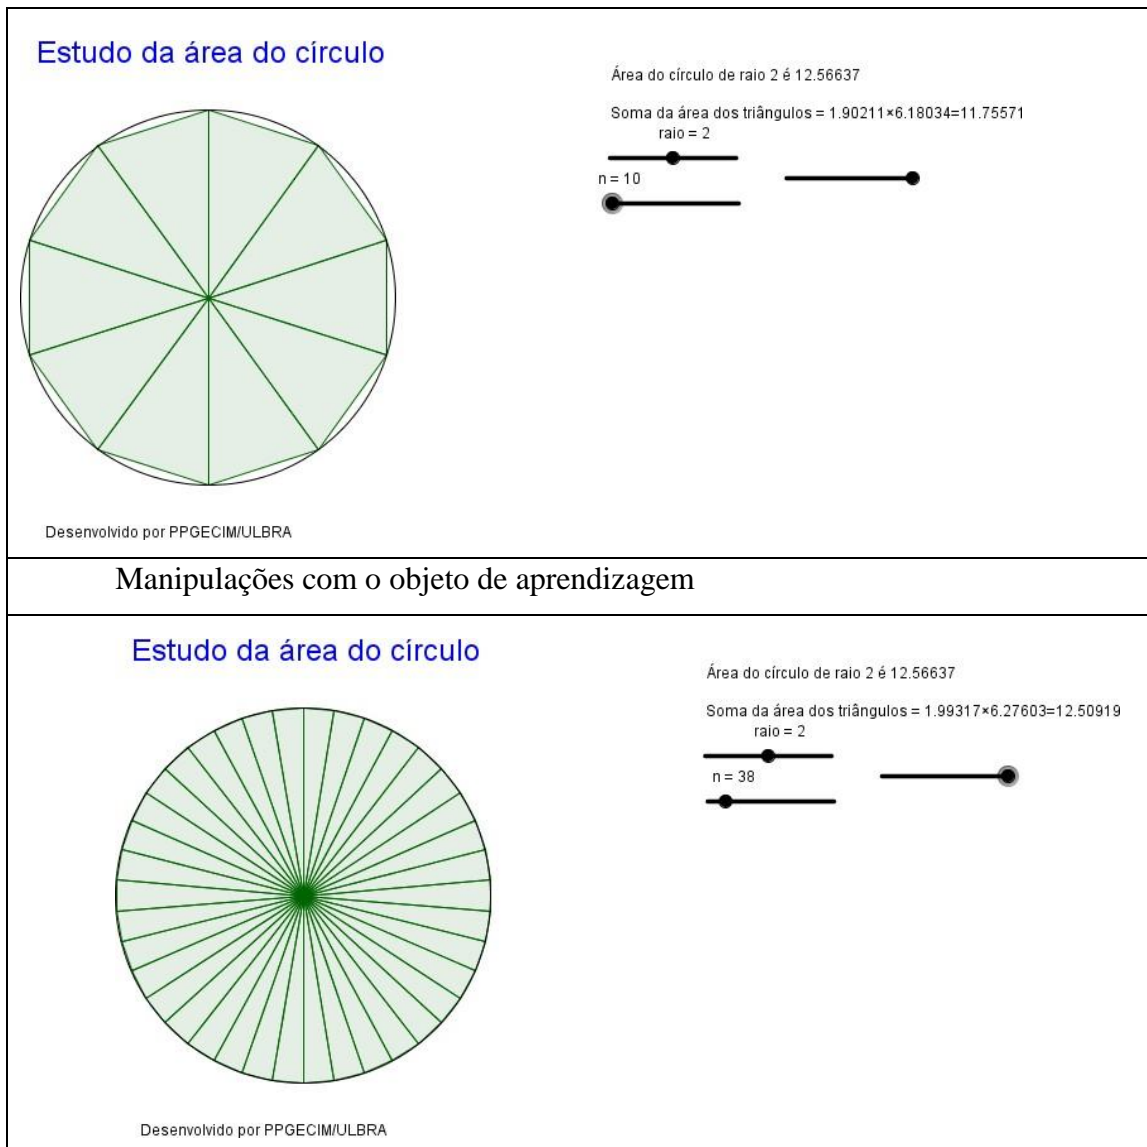 Estudo da área do círculo
Área do círculo de raio 2 é 12.56637
Soma da área dos triângulos = 1.90211×6.18034=11.75571
raio = 2
n = 10
Desenvolvido por PPGECIM/ULBRA
Manipulações com o objeto de aprendizagem
Estudo da área do círculo
Área do círculo de raio 2 é 12.56637
Soma da área dos triângulos = 1.99317×6.27603=12.50919
raio = 2
n = 38
Desenvolvido por PPGECIM/ULBRA